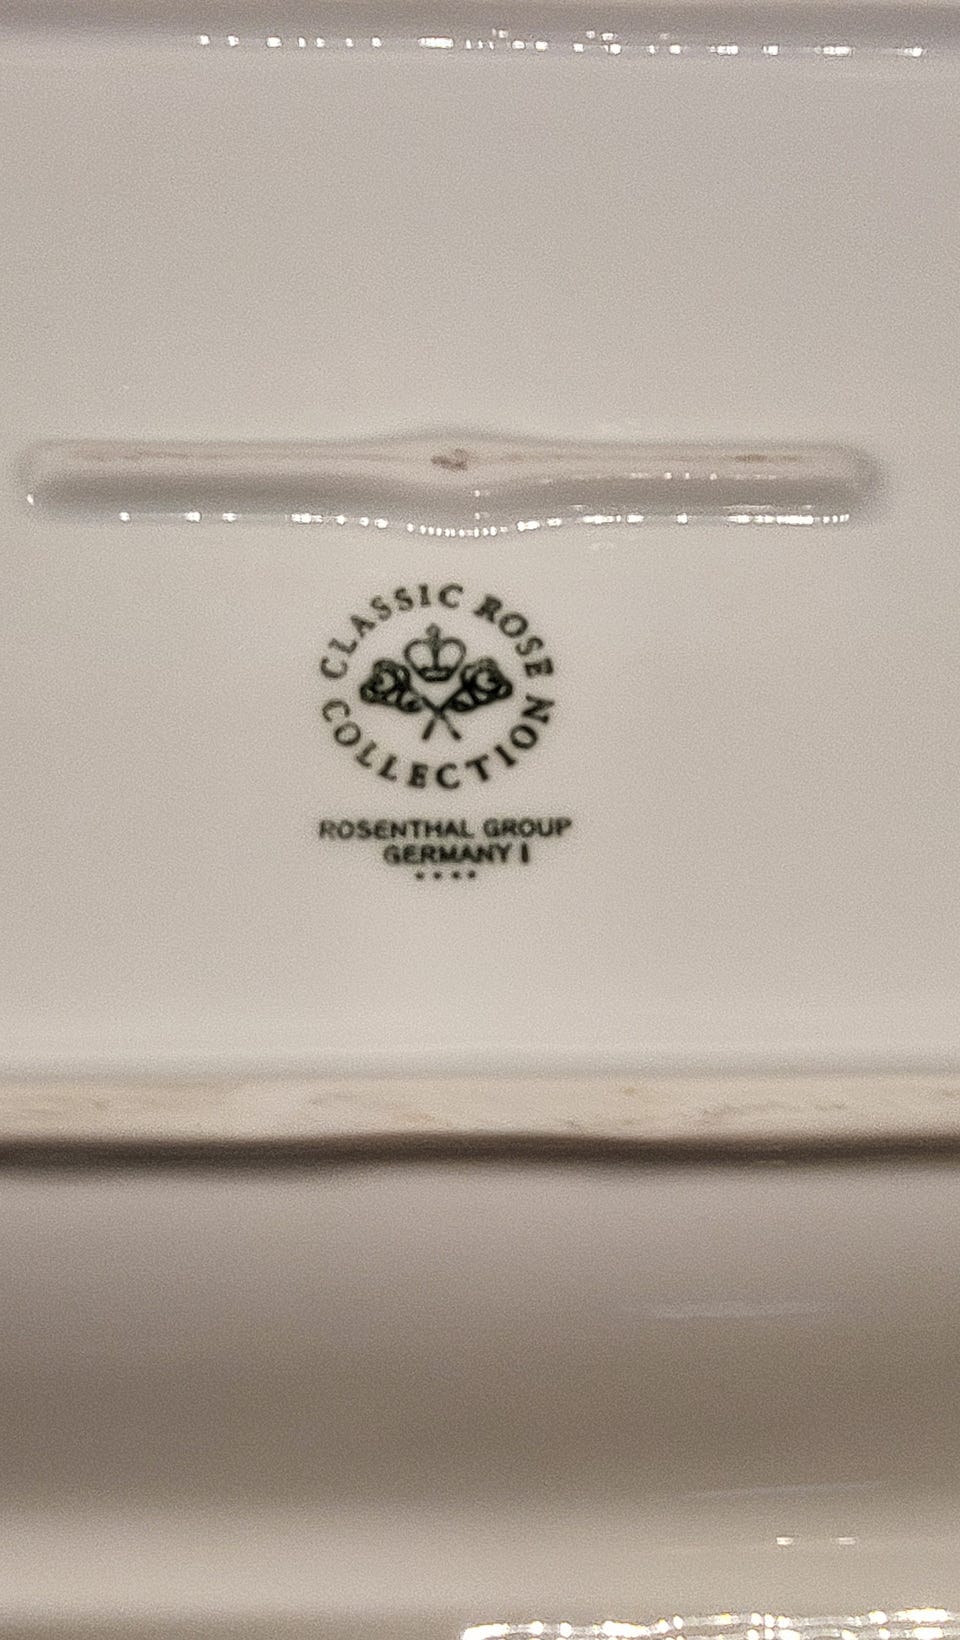 CLASSIC ROSE
COLLECTION
ROSENTHAL GROUP
GERMANY I